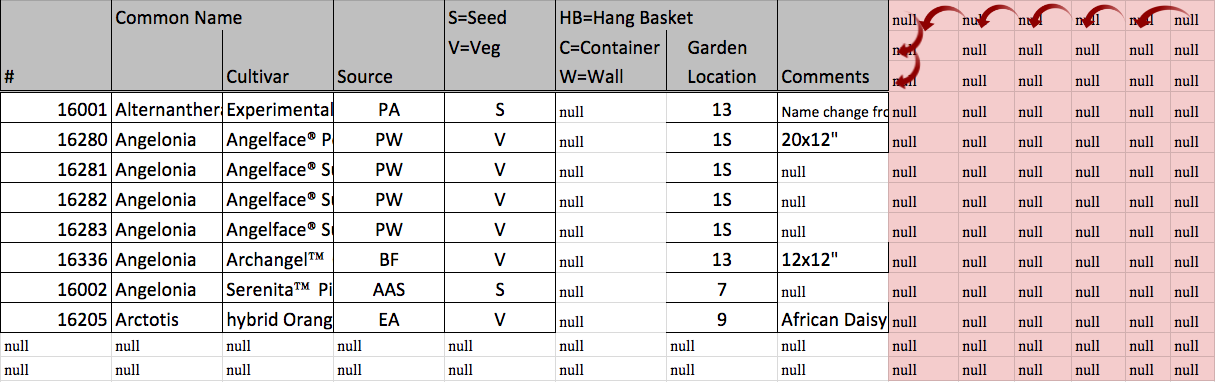 Common Name S=Seed HB=Hang Basket null null null null null null
V=Veg C=Container Garden null null null null null null
# Cultivar Source W=Wall Location Comments null null null null null null
16001 Alternanthera Experimental PA S null 13 Name change fro null null null null null null
16280 Angelonia Angelface® P PW V null 1S 20x12" null null null null null null
16281 Angelonia Angelface® Su PW V null 1S null null null null null null null
16282 Angelonia Angelface® Su PW V null 1S null null null null null null null
16283 Angelonia Angelface® Su PW V null 1S null null null null null null null
16336 Angelonia Archangel™ BF V null 13 12x12" null null null null null null
16002 Angelonia Serenita™ Pi AAS S null 7 null null null null null null null
16205 Arctotis hybrid Orang EA V null 9 African Daisy null null null null null null
null null null null null null null null null null null null null null
null null null null null null null null null null null null null null